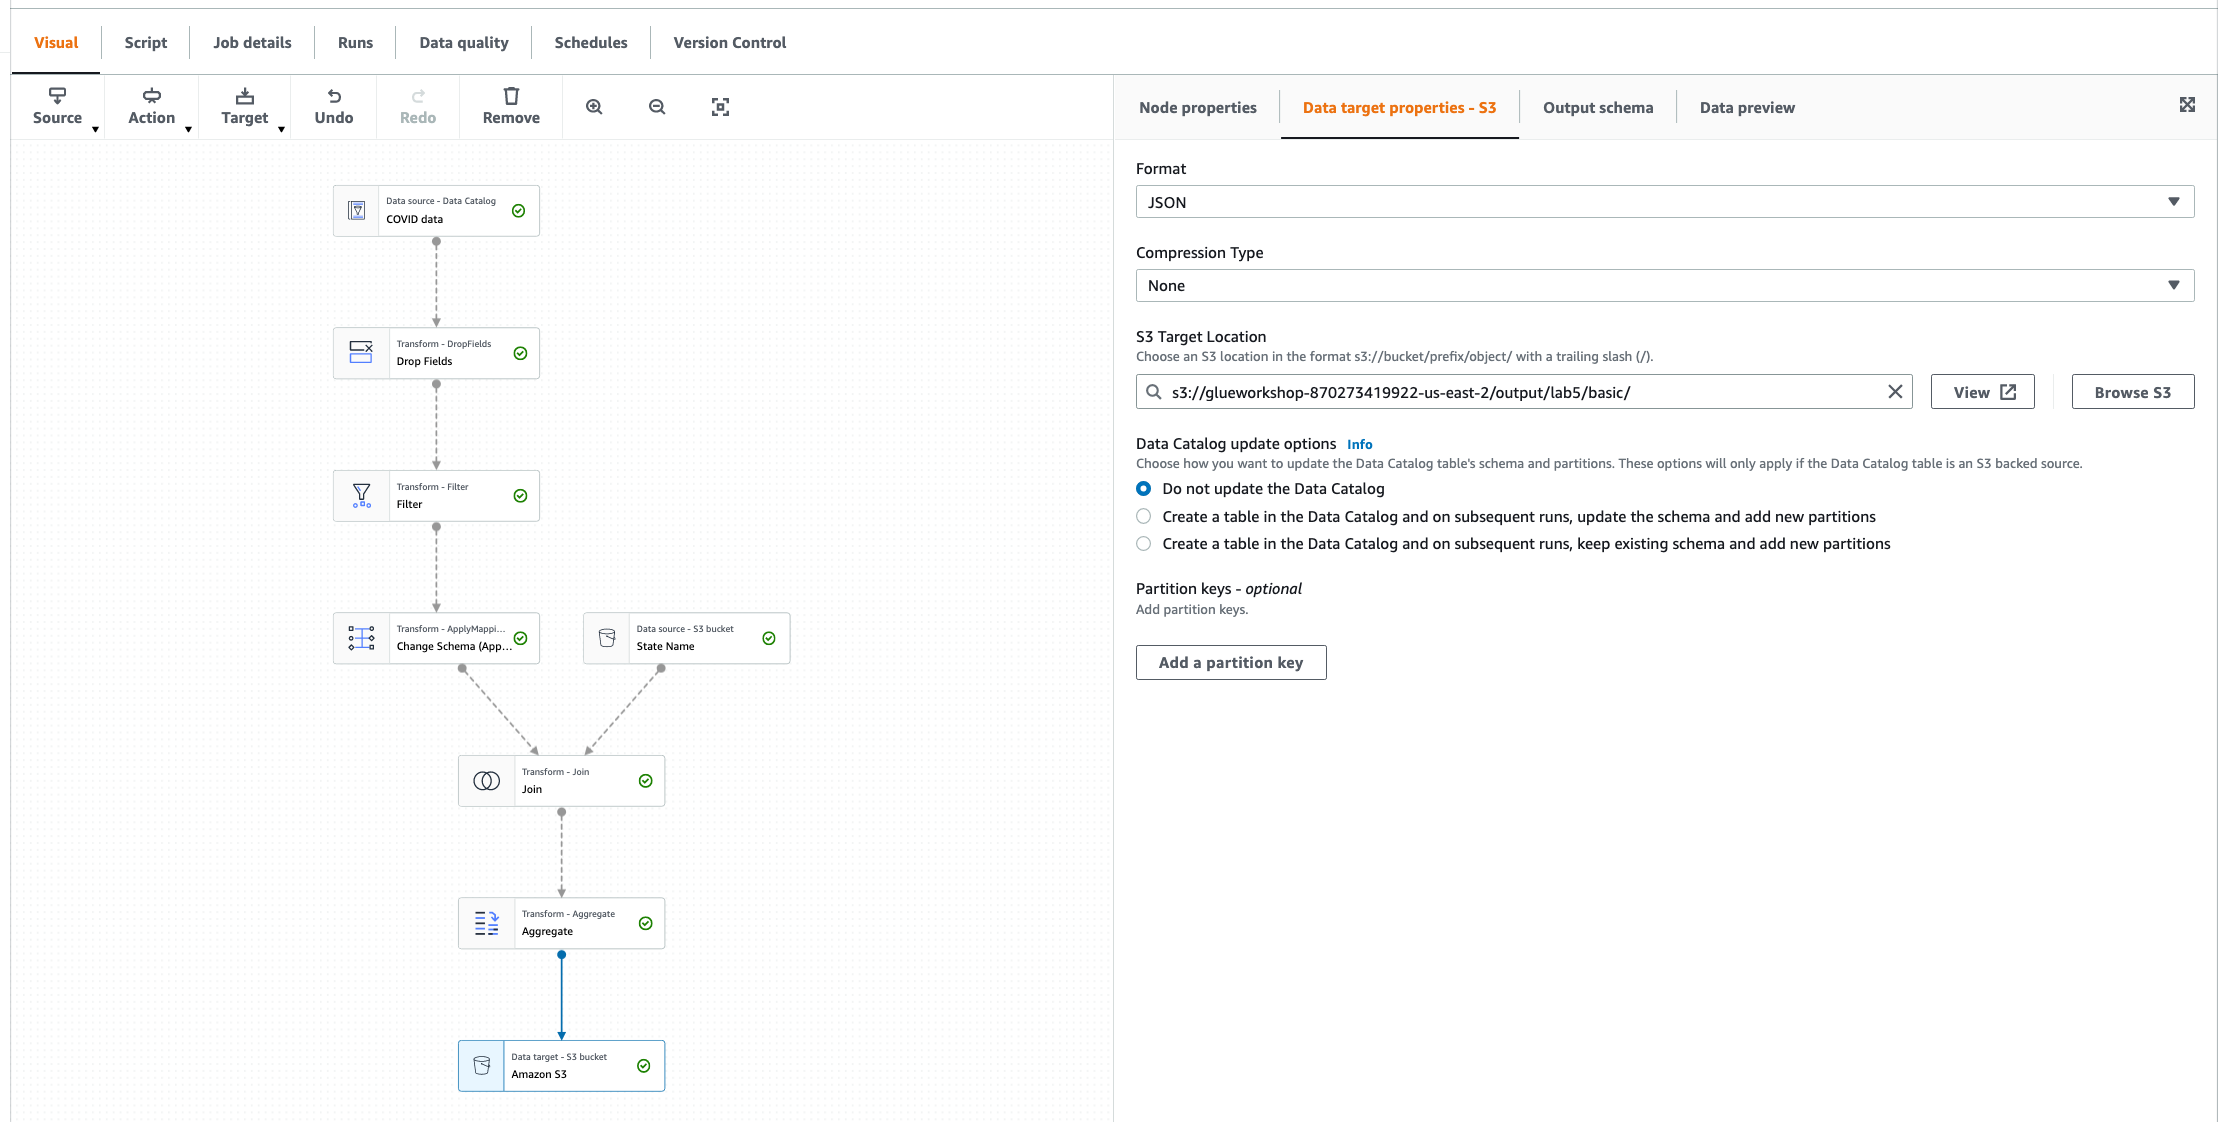 Visual
Script
Job details
Runs
Data quality
Schedules
Version Control
Source
Action
Target
Undo
Redo
Remove
Data source - Data Catalog
COVID data
Transform - DropFields
Drop Fields
Transform - Filter
Filter
Transform - ApplyMappi...
Change Schema (App...
Data source - S3 bucket
State Name
Transform - Join
Join
Transform - Aggregate
Aggregate
Data target - S3 bucket
Amazon S3
Node properties
Data target properties - S3
Output schema
Data preview
Format
JSON
Compression Type
None
S3 Target Location
Choose an S3 location in the format s3://bucket/prefix/object/ with a trailing slash (/).
s3://glueworkshop-870273419922-us-east-2/output/lab5/basic/
View
Browse S3
Data Catalog update options Info
Choose how you want to update the Data Catalog table's schema and partitions. These options will only apply if the Data Catalog table is an S3 backed source.
Do not update the Data Catalog
Create a table in the Data Catalog and on subsequent runs, update the schema and add new partitions
Create a table in the Data Catalog and on subsequent runs, keep existing schema and add new partitions
Partition keys - optional
Add partition keys.
Add a partition key